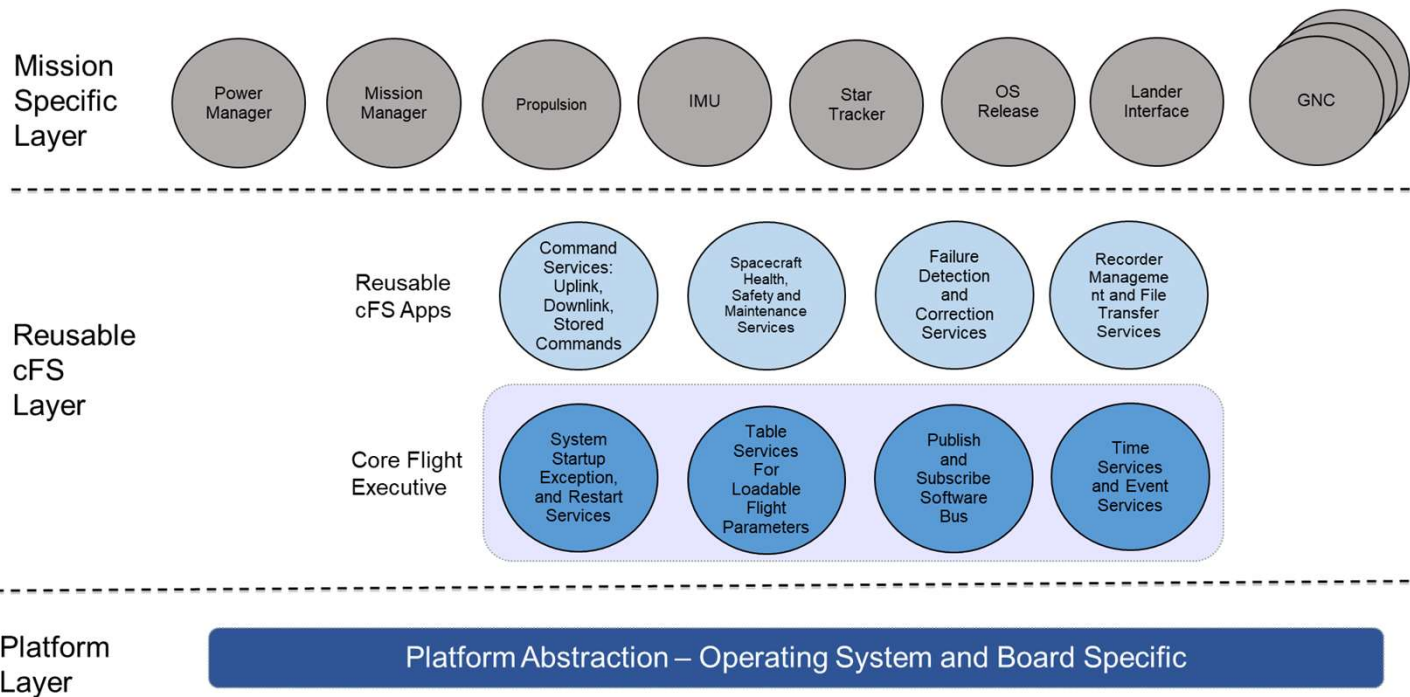 Mission
Specific
Layer
Power
Manager
Mission
Manager
Propulsion
IMU
Star
Tracker
OS
Release
Lander
Interface
GNC
Reusable
cFS
Layer
Reusable
cFS Apps
Command
Services:
Uplink,
Downlink,
Stored
Commands
Spacecraft
Health,
Safety and
Maintenance
Services
Failure
Detection
and
Correction
Services
Recorder
Manageme
nt and File
Transfer
Services
Core Flight
Executive
System
Startup
Exception,
and Restart
Services
Table
Services
For
Loadable
Flight
Parameters
Publish
and
Subscribe
Software
Bus
Time
Services
and Event
Services
Platform
Layer
Platform Abstraction – Operating System and Board Specific